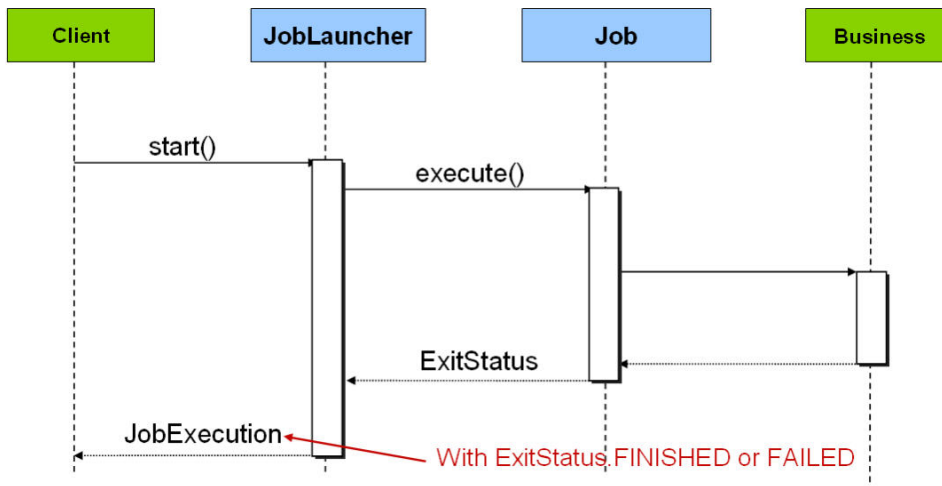 Client
JobLauncher
Job
Business
start()
execute()
ExitStatus
JobExecution
With ExitStatus.FINISHED or FAILED